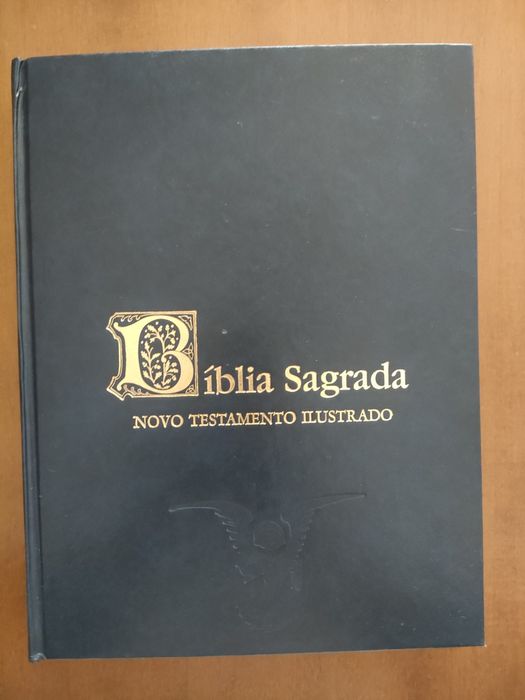 Bíblia Sagrada
NOVO TESTAMENTO ILUSTRADO